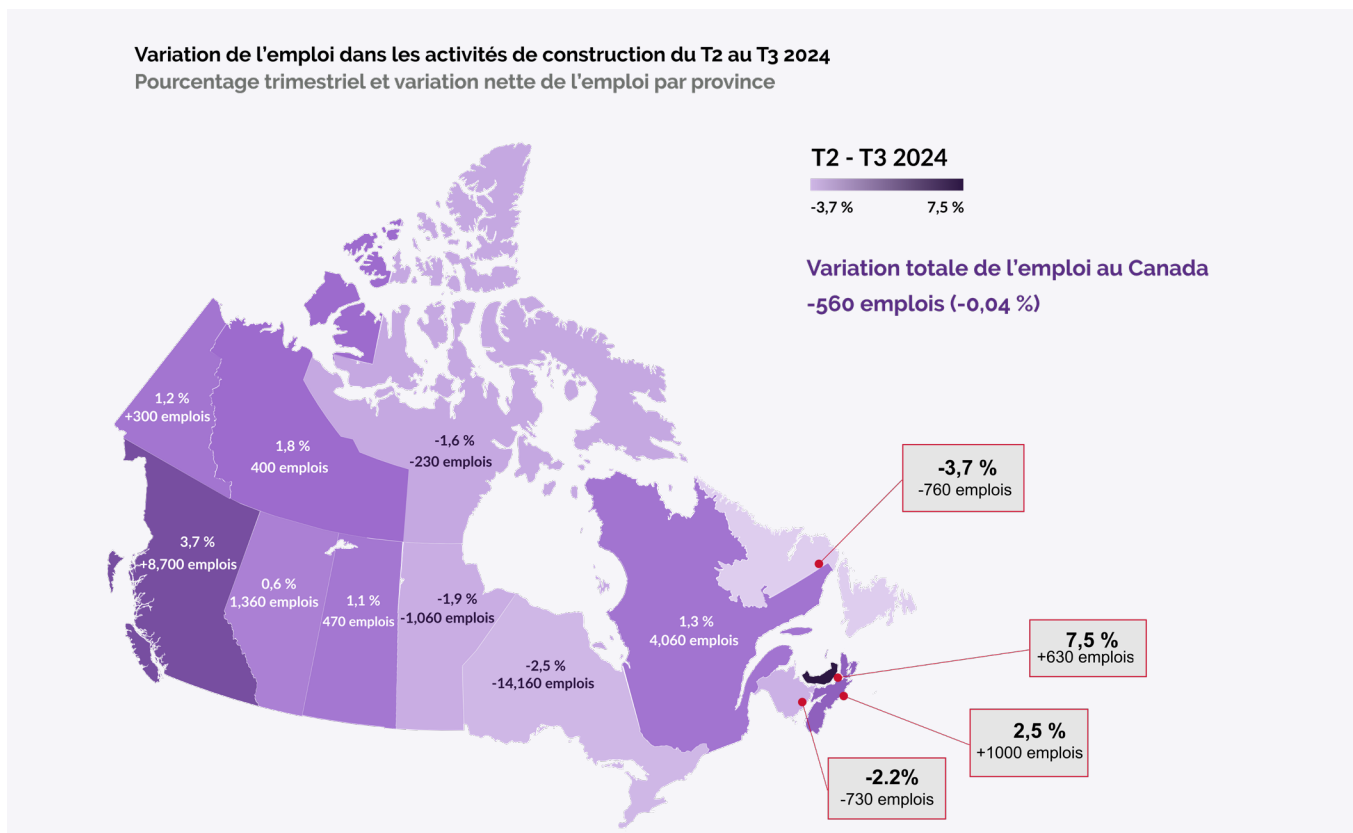 Variation de l’emploi dans les activités de construction du T2 au T3 2024
Pourcentage trimestriel et variation nette de l’emploi par province
T2 - T3 2024
-3,7 %
7,5 %
Variation totale de l’emploi au Canada
-560 emplois (-0,04 %)
1,2 %
+300 emplois
1,8 %
400 emplois
-1,6 %
-230 emplois
-3,7 %
-760 emplois
3,7 %
+8,700 emplois
0,6 %
1,360 emplois
1,1 %
470 emplois
-1,9 %
-1,060 emplois
-2,5 %
-14,160 emplois
1,3 %
4,060 emplois
7,5 %
+630 emplois
2,5 %
+1000 emplois
-2.2%
-730 emplois